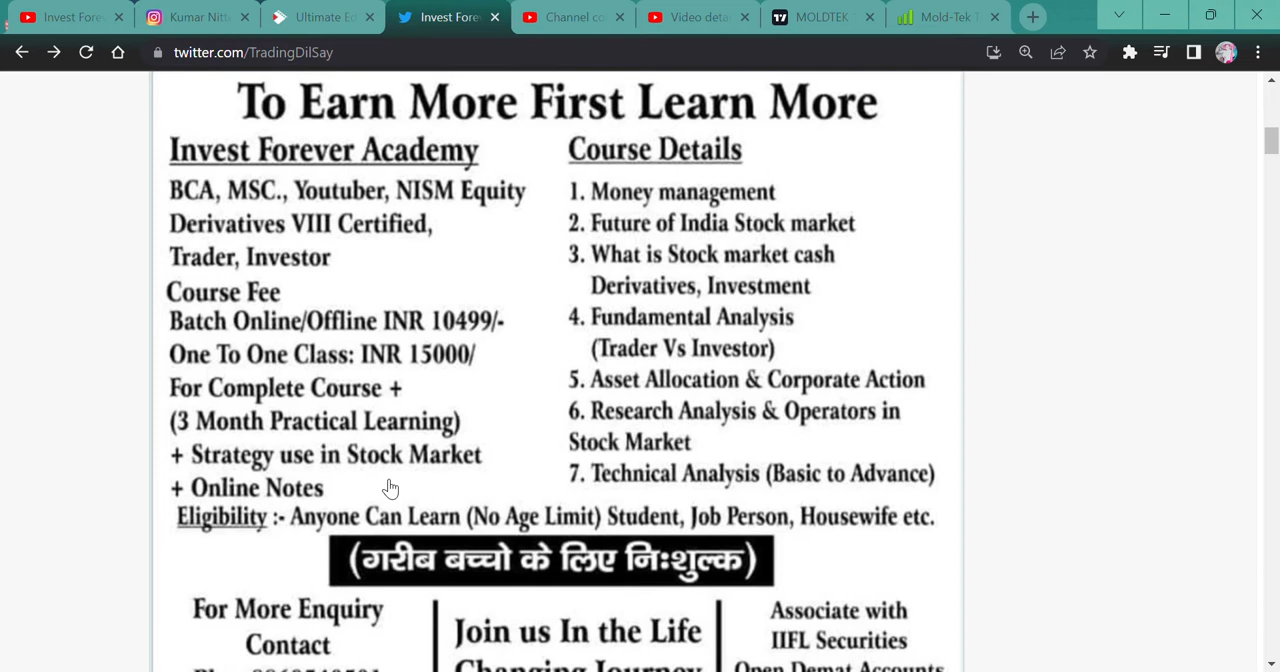 Invest Fore
Kumar Nitt
Ultimate Ed
Invest Fore
Channel co
Video deta
MOLDTEK
Mold-Tek T
twitter.com/TradingDilSay
To Earn More First Learn More
Invest Forever Academy
BCA, MSC., Youtuber, NISM Equity
Derivatives VIII Certified,
Trader, Investor
Course Fee
Batch Online/Offline INR 10499/-
One To One Class: INR 15000/
For Complete Course +
(3 Month Practical Learning)
+ Strategy use in Stock Market
+ Online Notes
Course Details
1. Money management
2. Future of India Stock market
3. What is Stock market cash
Derivatives, Investment
4. Fundamental Analysis
(Trader Vs Investor)
5. Asset Allocation & Corporate Action
6. Research Analysis & Operators in
Stock Market
7. Technical Analysis (Basic to Advance)
Eligibility :- Anyone Can Learn (No Age Limit) Student, Job Person, Housewife etc.
(गरीब बच्चो के लिए निःशुल्क)
For More Enquiry
Contact
Join us In the Life
Changing Journey
Associate with
IIFL Securities
Open Demat Accounts